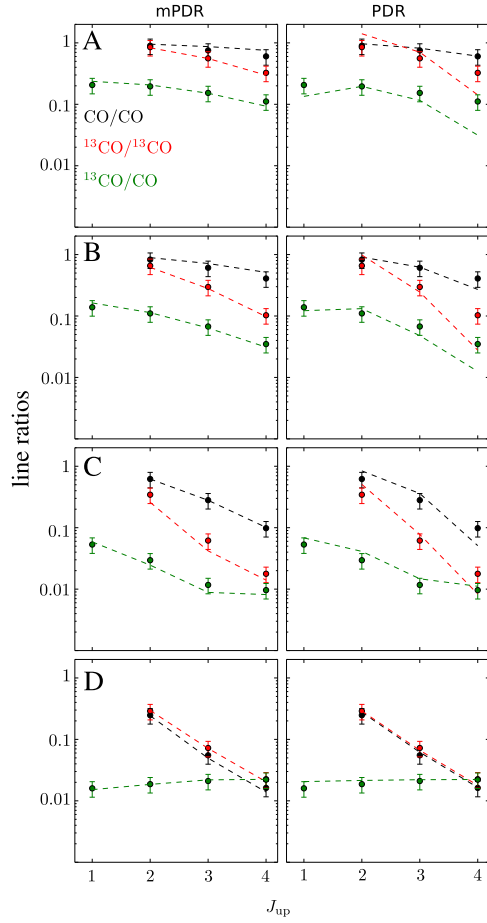 mPDR PDR
A
1
0.1
0.01
CO/CO
¹³CO/¹³CO
¹³CO/CO
B
1
0.1
0.01
line ratios
C
1
0.1
0.01
D
1
0.1
0.01
1 2 3 4 1 2 3 4
J_up